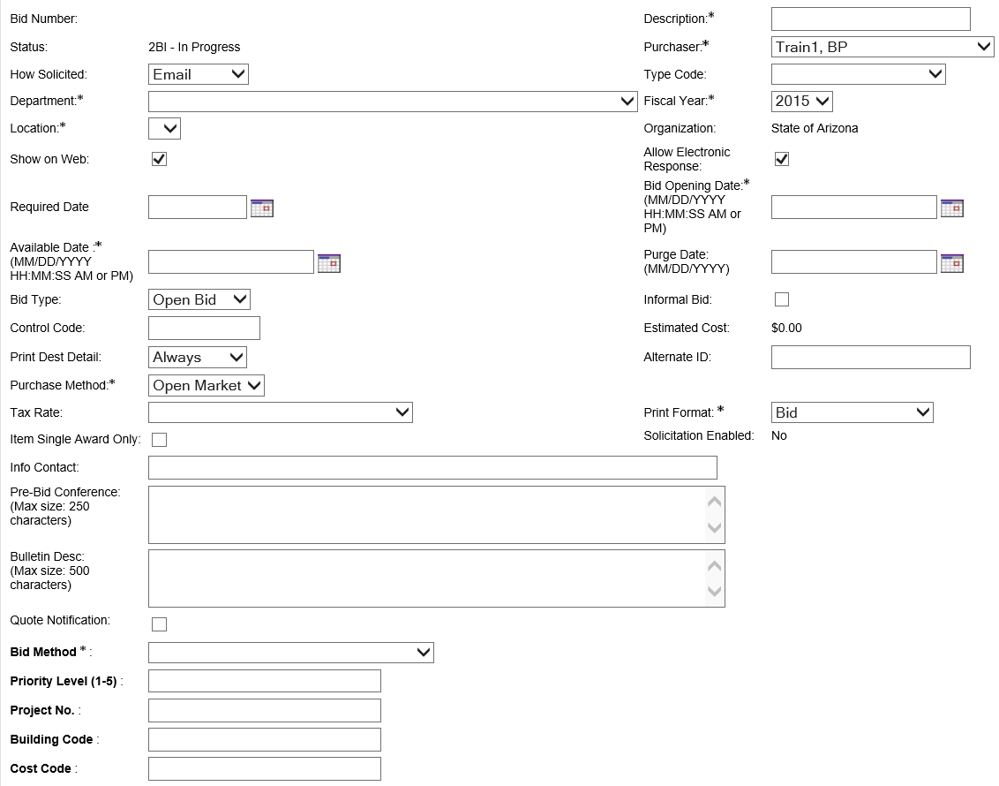 Bid Number:
Description:*
Status: 2BI - In Progress
Purchaser:* Train1, BP
How Solicited: Email
Type Code:
Department:*
Fiscal Year:* 2015
Location:*
Organization: State of Arizona
Show on Web:
Allow Electronic
Response:
Required Date
Bid Opening Date:*
(MM/DD/YYYY
HH:MM:SS AM or
PM)
Available Date :*
(MM/DD/YYYY
HH:MM:SS AM or PM)
Purge Date:
(MM/DD/YYYY)
Bid Type: Open Bid
Informal Bid:
Control Code:
Estimated Cost: $0.00
Print Dest Detail: Always
Alternate ID:
Purchase Method:* Open Market
Tax Rate:
Print Format: * Bid
Item Single Award Only:
Solicitation Enabled: No
Info Contact:
Pre-Bid Conference:
(Max size: 250
characters)
Bulletin Desc:
(Max size: 500
characters)
Quote Notification:
Bid Method * :
Priority Level (1-5) :
Project No. :
Building Code :
Cost Code :